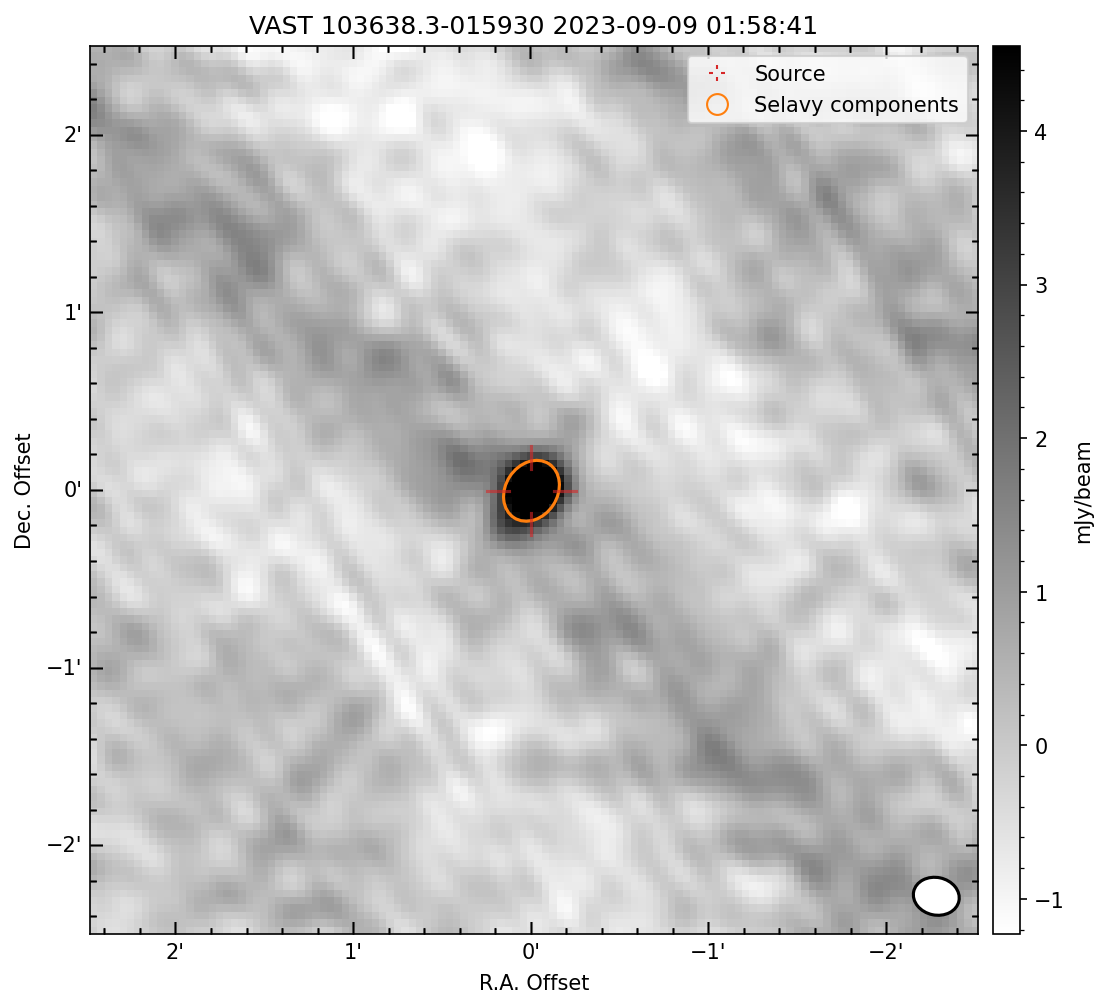 VAST 103638.3-015930 2023-09-09 01:58:41
Source
Selavy components
2'
1'
0'
−1'
−2'
Dec. Offset
2'
1'
0'
−1'
−2'
R.A. Offset
4
3
2
1
0
−1
mJy/beam